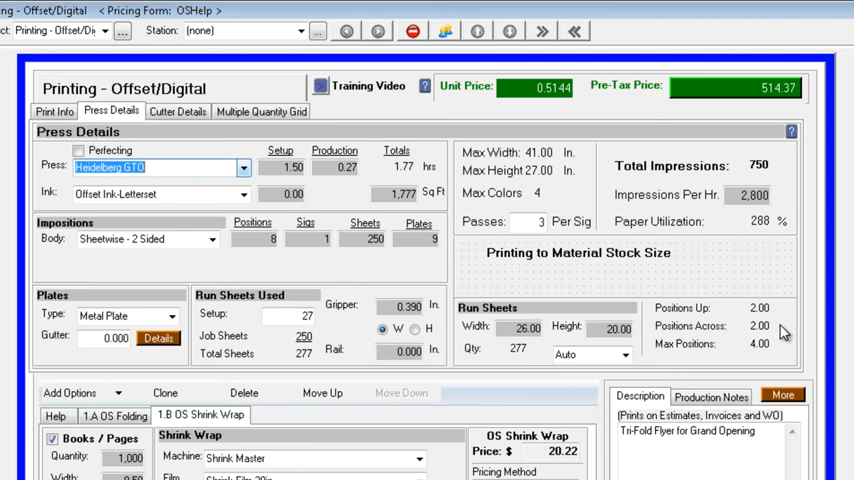 ng - Offset/Digital < Pricing Form: OSHelp >
ct: Printing - Offset/Digi ... Station: (none) ...
Printing - Offset/Digital Training Video ? Unit Price: 0.5144 Pre-Tax Price: 514.37
Print Info Press Details Cutter Details Multiple Quantity Grid
Press Details ?
Perfecting Setup Production Totals
Press: Heidelberg GTO 1.50 0.27 1.77 hrs
Ink: Offset Ink-Letterset 0.00 1,777 Sq Ft
Max Width: 41.00 In.
Max Height 27.00 In.
Max Colors 4
Passes: 3 Per Sig
Total Impressions: 750
Impressions Per Hr. 2,800
Paper Utilization: 288 %
Impositions Positions Sigs Sheets Plates
Body: Sheetwise - 2 Sided 8 1 250 9
Printing to Material Stock Size
Plates
Type: Metal Plate
Gutter: 0.000 Details
Run Sheets Used
Setup: 27
Job Sheets 250
Total Sheets 277
Gripper: 0.390 In.
W H
Rail: 0.000 In.
Run Sheets
Width: 26.00 Height: 20.00
Qty: 277 Auto
Positions Up: 2.00
Positions Across: 2.00
Max Positions: 4.00
Add Options Clone Delete Move Up Move Down
Help 1.A OS Folding 1.B OS Shrink Wrap
Books / Pages
Quantity: 1,000
Shrink Wrap
Machine: Shrink Master
OS Shrink Wrap
Price: $ 20.22
Pricing Method
Description Production Notes More
(Prints on Estimates, Invoices and WO)
Tri-Fold Flyer for Grand Opening